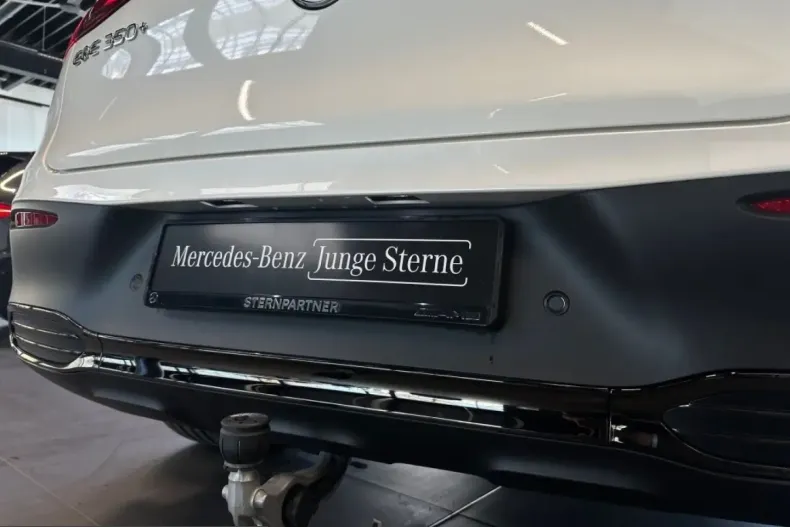 EQE 350+
Mercedes-Benz Junge Sterne
STERNPARTNER